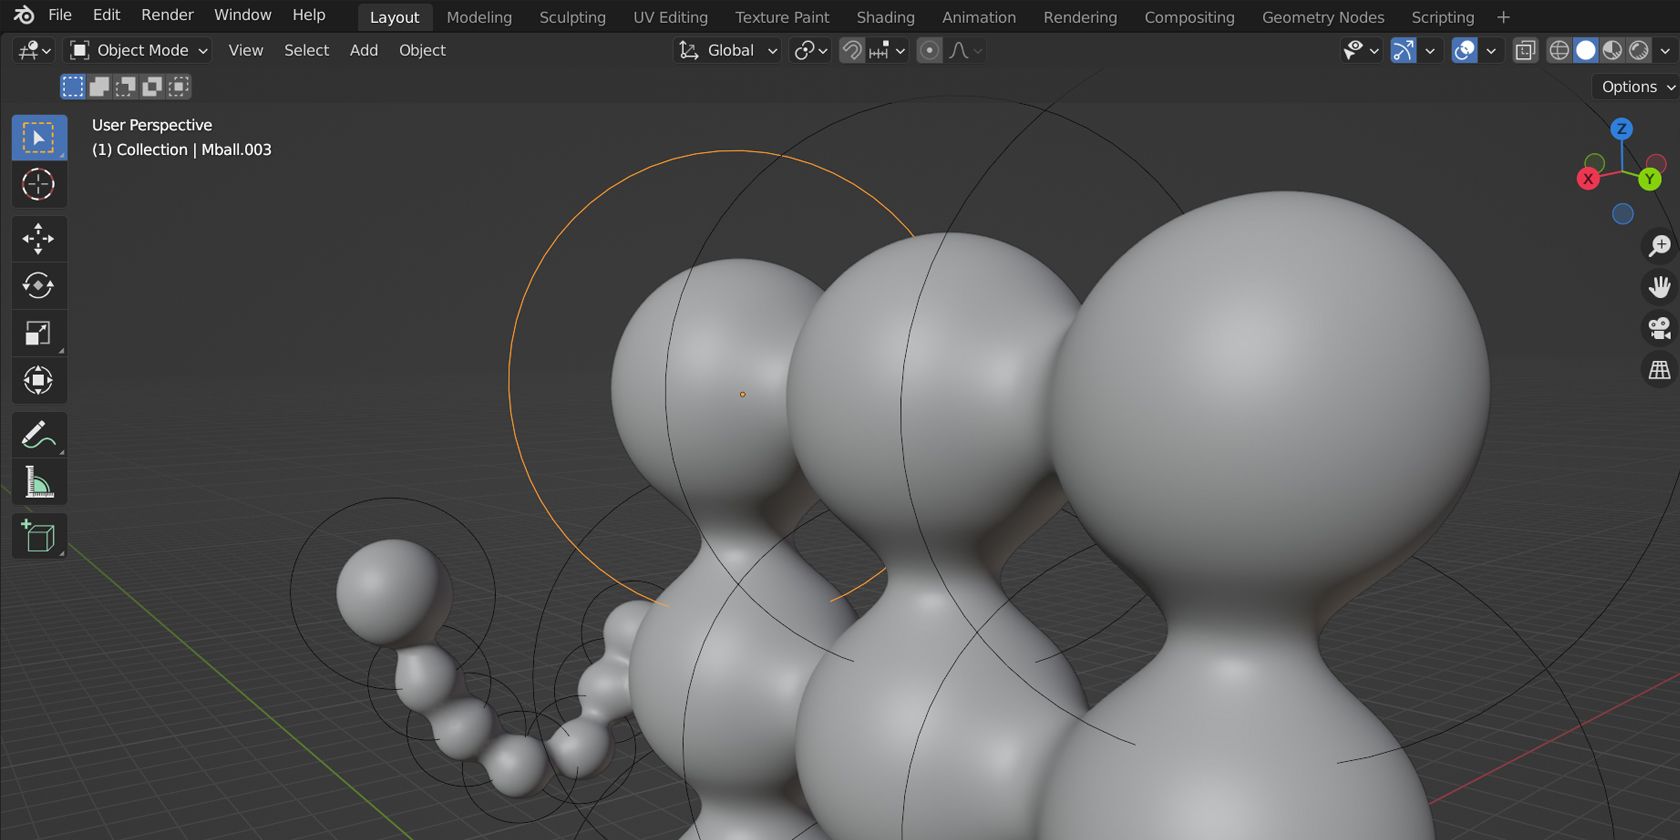 File Edit Render Window Help Layout Modeling Sculpting UV Editing Texture Paint Shading Animation Rendering Compositing Geometry Nodes Scripting +
Object Mode View Select Add Object Global
Options
User Perspective
(1) Collection | Mball.003
Z
X Y